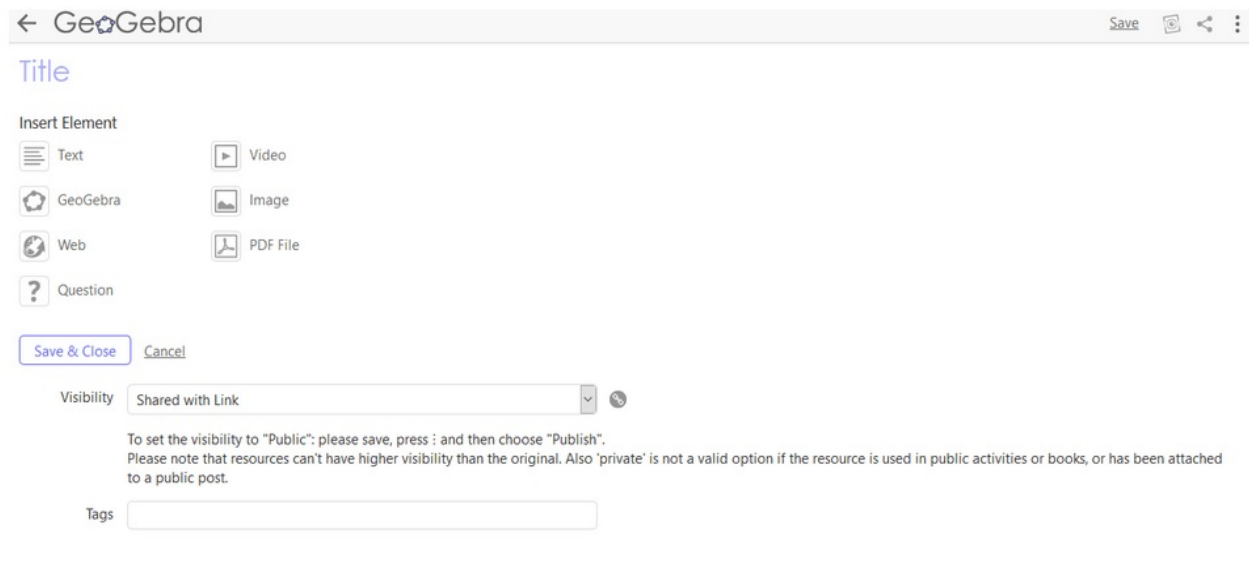 GeoGebra Save
Title
Insert Element
Text Video
GeoGebra Image
Web PDF File
? Question
Save & Close Cancel
Visibility Shared with Link
To set the visibility to "Public": please save, press ⋮ and then choose "Publish".
Please note that resources can't have higher visibility than the original. Also 'private' is not a valid option if the resource is used in public activities or books, or has been attached
to a public post.
Tags